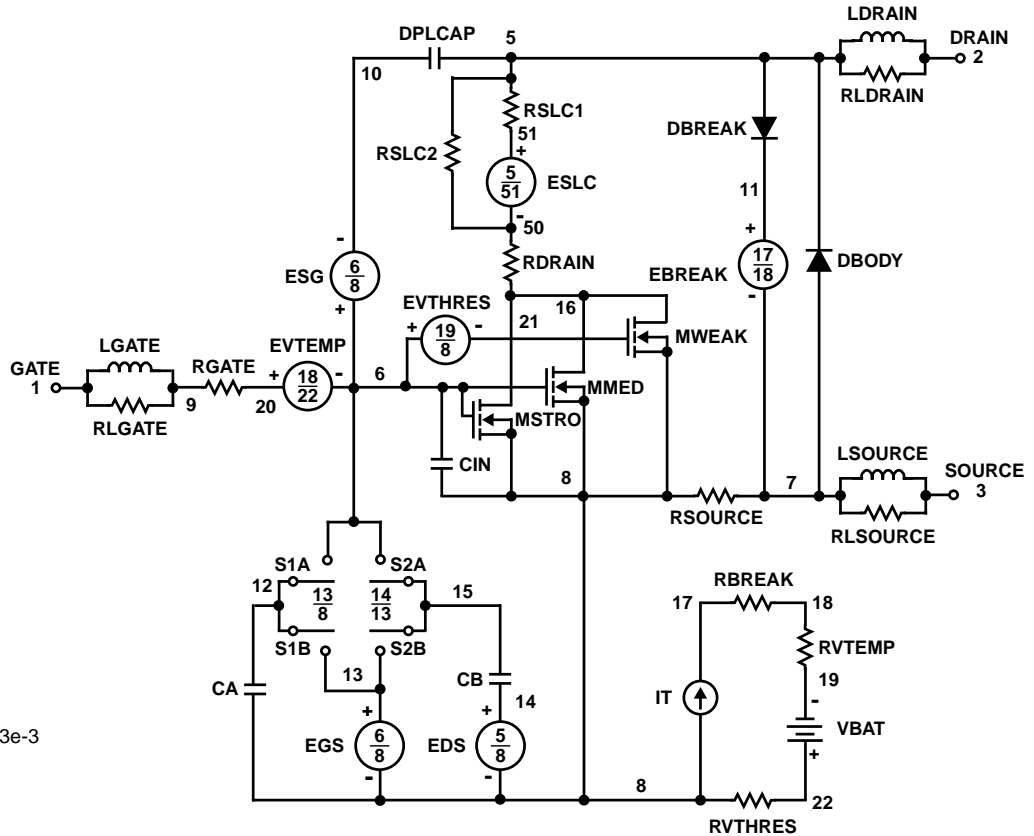 LDRAIN
DPLCAP 5 DRAIN
10 2
RLDRAIN
RSLC1
DBREAK
51
+
RSLC2
5
51
ESLC
11
-
50
+
-
17
18
6
8
RDRAIN
DBODY
ESG
EBREAK
-
EVTHRES
+
16
21
+ 19
8
-
MWEAK
LGATE
EVTEMP
GATE RGATE
1
+ 18
22
- 6
MMED
9 20
MSTRO
RLGATE
LSOURCE
CIN
8 7 SOURCE
3
RSOURCE
RLSOURCE
S1A S2A
12
13
8
14
13
15
RBREAK
17 18
S1B S2B
RVTEMP
13
CA CB
19
IT
14
-
+ +
VBAT
3e-3
EGS 6
8
EDS 5
8
+
- -
8
22
RVTHRES